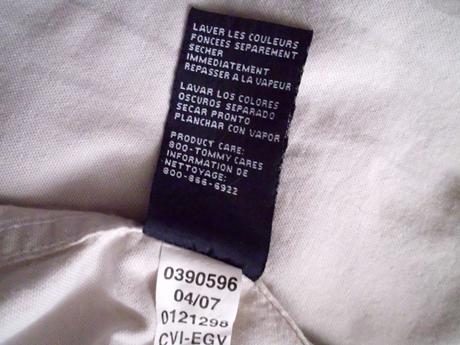 LAVER LES COULEURS
FONCEES SEPAREMENT
SECHER
IMMEDIATEMENT
REPASSER A LA VAPEUR
LAVAR LOS COLORES
OSCUROS SEPARADO
SECAR PRONTO
PLANCHAR CON VAPOR
PRODUCT CARE:
800-TOMMY CARES
INFORMATION DE
NETTOYAGE:
800-866-6922
0390596
04/07
0121298
CVI-EGV